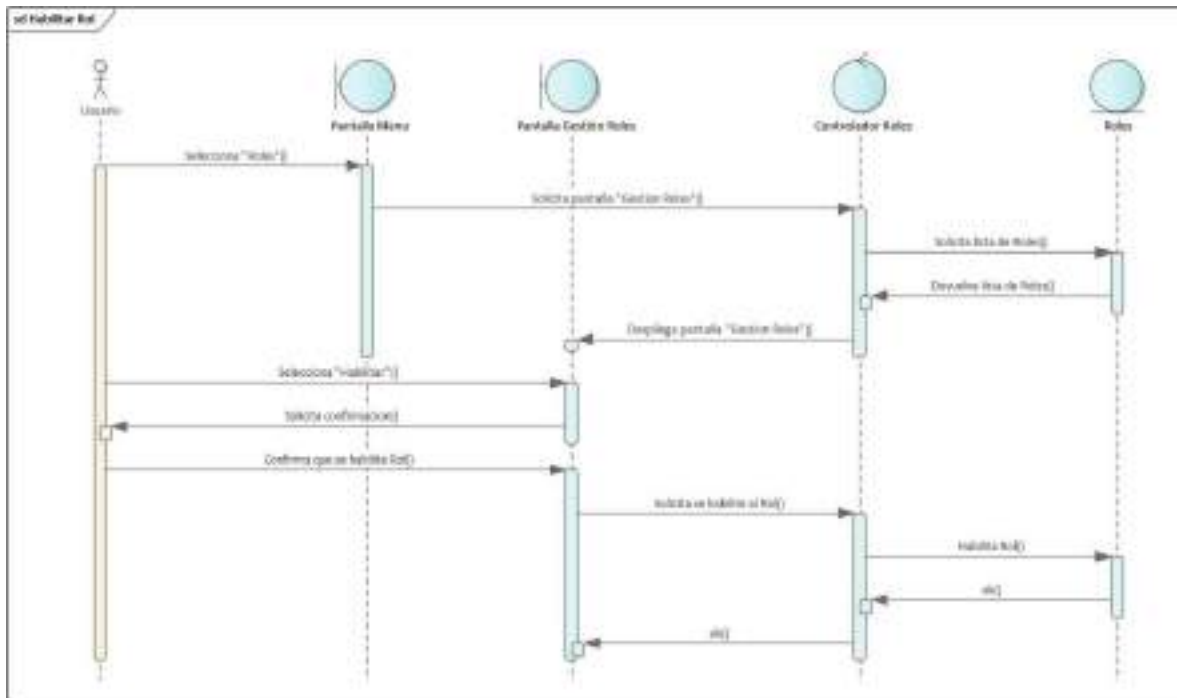 sd Habilitar Rol
Usuario
Pantalla Menu
Pantalla Gestion Roles
Controlador Roles
Roles
Selecciona "Roles"()
Solicita pantalla "Gestion Roles"()
Solicita lista de Roles()
Devuelve lista de Roles()
Despliega pantalla "Gestion Roles"()
Selecciona "Habilitar"()
Solicita confirmacion()
Confirma que se habilite Rol()
Solicita se habilite el Rol()
Habilita Rol()
ok()
ok()